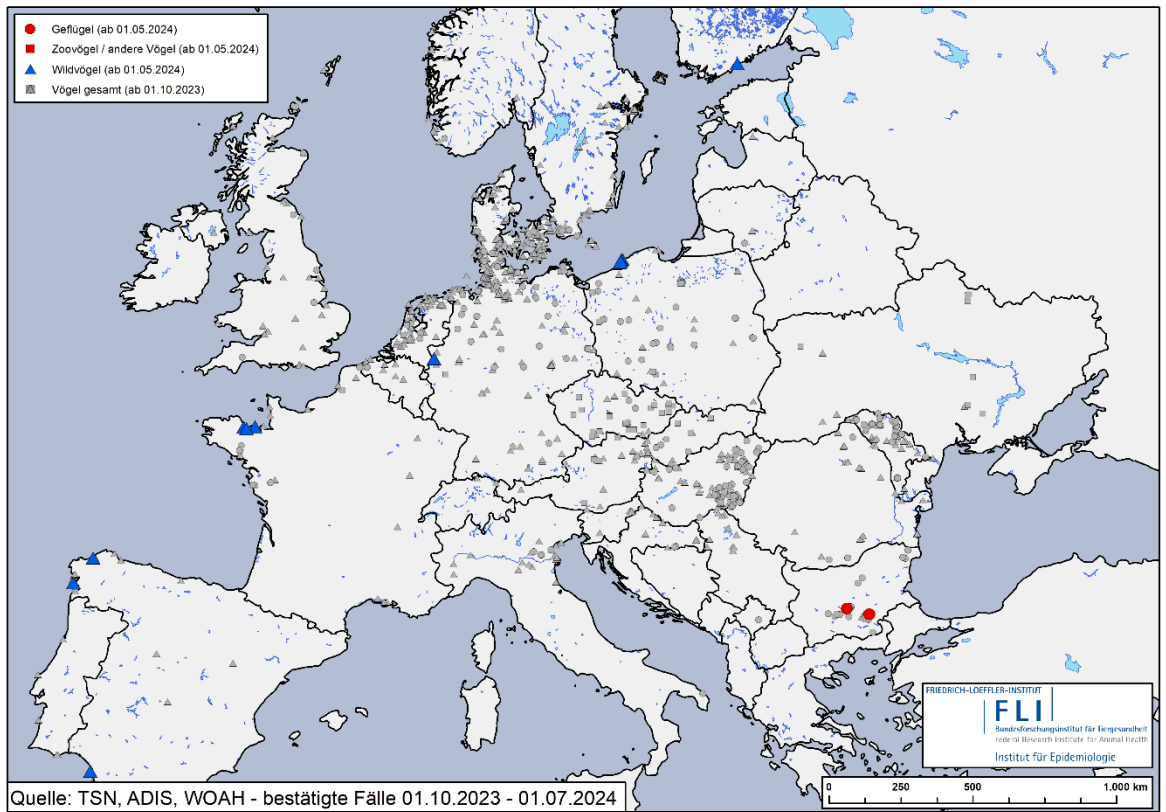 Geflügel (ab 01.05.2024)
Zoovögel / andere Vögel (ab 01.05.2024)
Wildvögel (ab 01.05.2024)
Vögel gesamt (ab 01.10.2023)
FRIEDRICH-LOEFFLER-INSTITUT
FLI
Bundesforschungsinstitut für Tiergesundheit
Federal Research Institute for Animal Health
Institut für Epidemiologie
Quelle: TSN, ADIS, WOAH - bestätigte Fälle 01.10.2023 - 01.07.2024
0 250 500 1.000 km